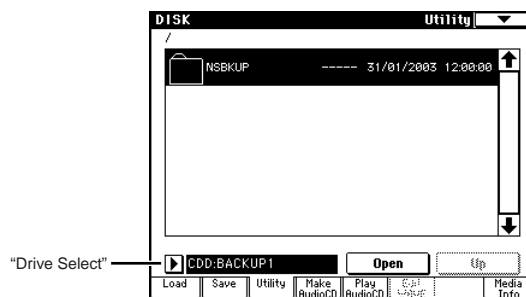 DISK Utility
/
NSBKUP ----- 31/01/2003 12:00:00
"Drive Select" CDD:BACKUP1 Open Up
Load Save Utility Make AudioCD Play AudioCD Media Info